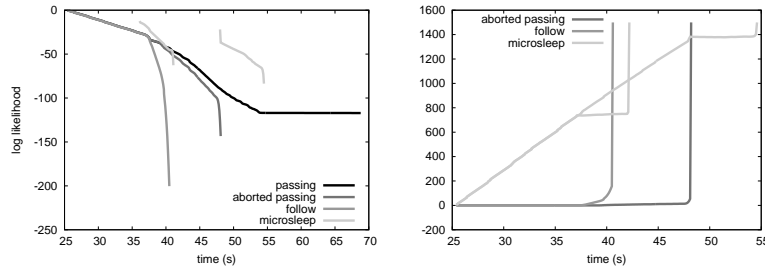 0
-50
-100
-150
-200
-250
log likelihood
25 30 35 40 45 50 55 60 65 70
time (s)
passing
aborted passing
follow
microsleep
1600
1400
1200
1000
800
600
400
200
0
-200
25 30 35 40 45 50 55
time (s)
aborted passing
follow
microsleep